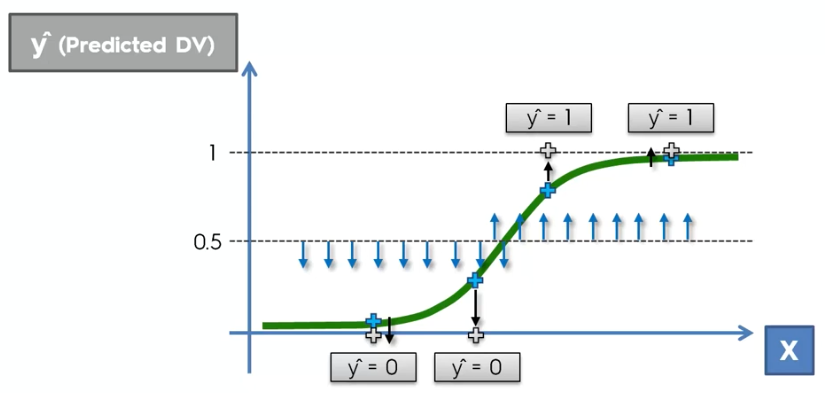 ŷ (Predicted DV)
ŷ = 1
ŷ = 1
1
0.5
X
ŷ = 0
ŷ = 0